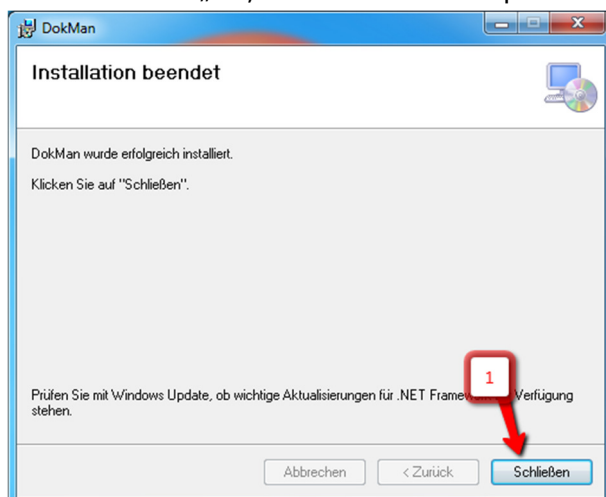 DokMan
Installation beendet
DokMan wurde erfolgreich installiert.
Klicken Sie auf "Schließen".
1
Prüfen Sie mit Windows Update, ob wichtige Aktualisierungen für .NET Verfügung
stehen.
Abbrechen
< Zurück
Schließen